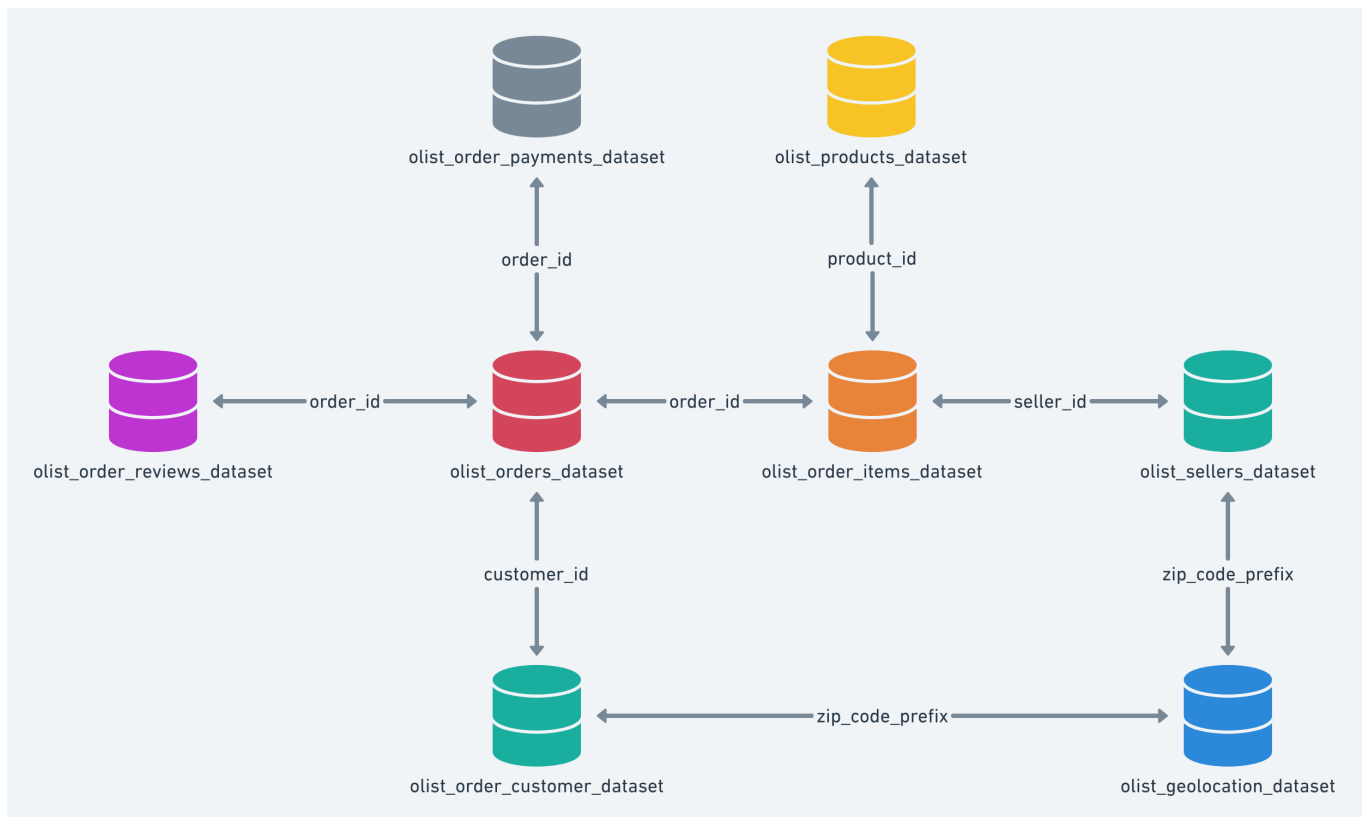 olist_order_payments_dataset
olist_products_dataset
order_id
product_id
order_id
order_id
seller_id
olist_order_reviews_dataset
olist_orders_dataset
olist_order_items_dataset
olist_sellers_dataset
customer_id
zip_code_prefix
zip_code_prefix
olist_order_customer_dataset
olist_geolocation_dataset